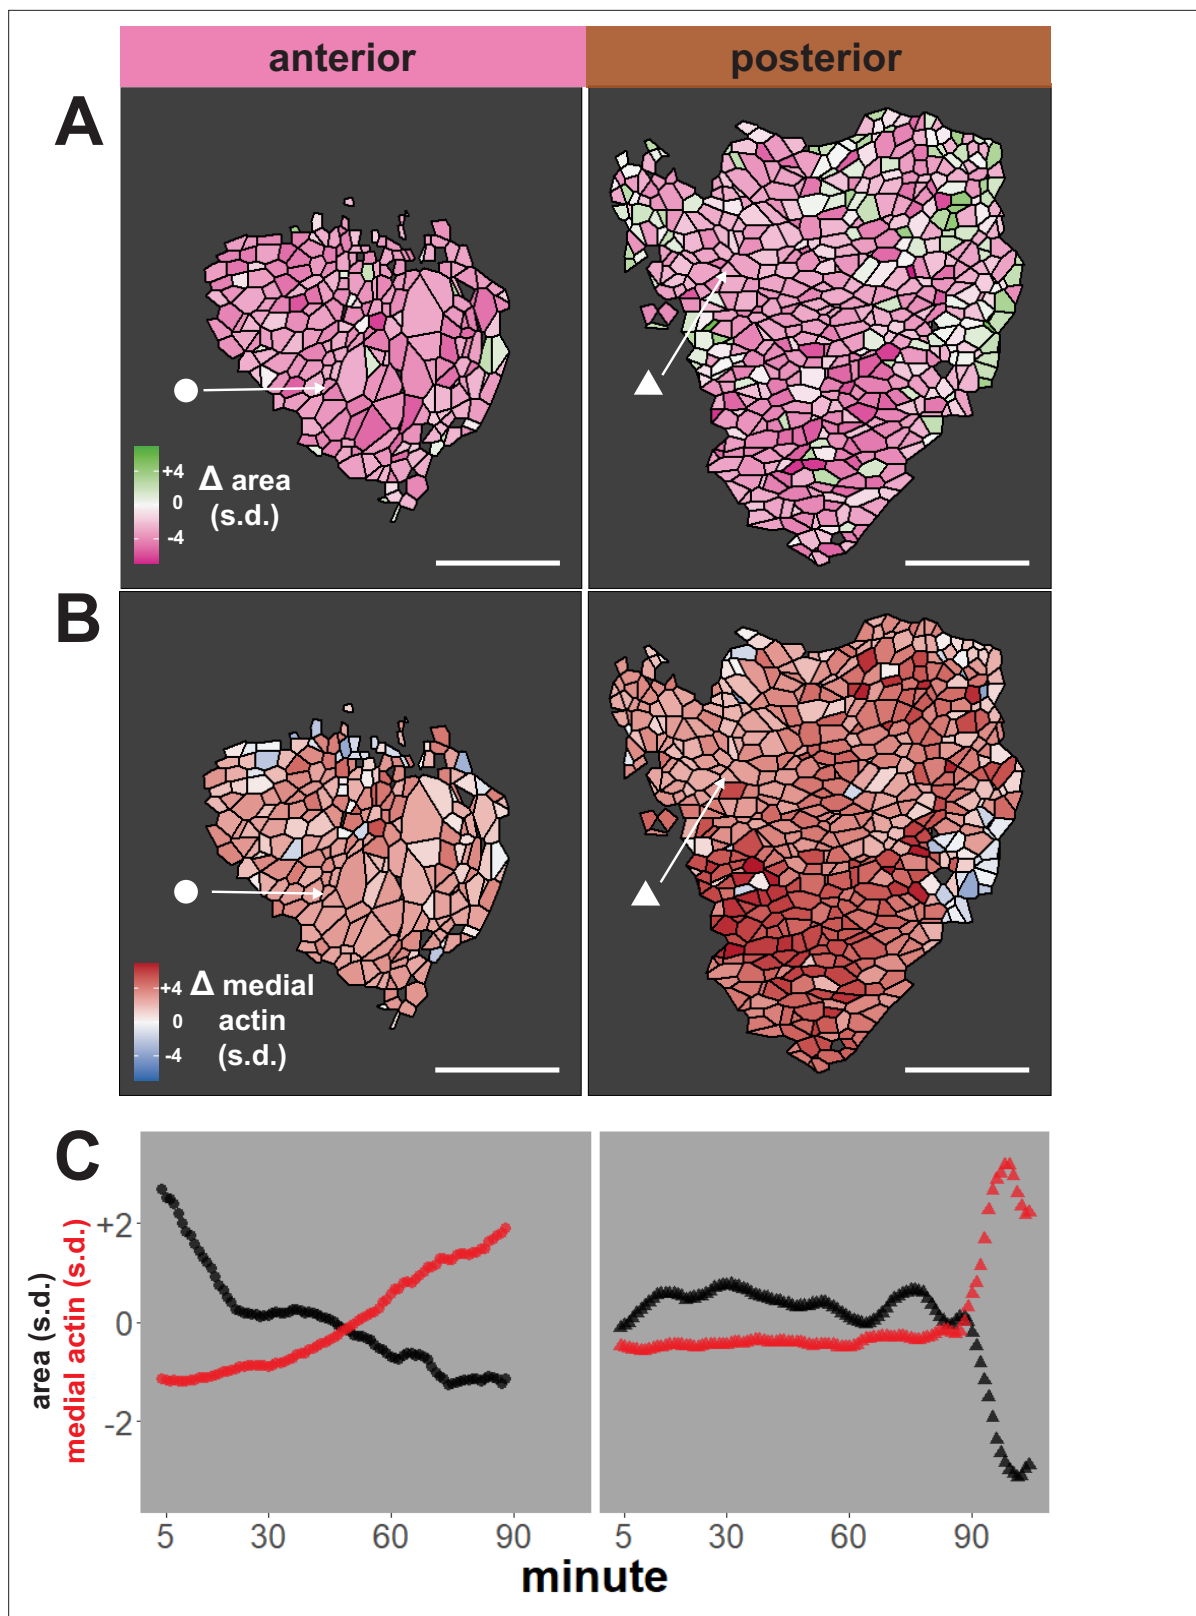 anterior
posterior
A
+4
0
-4
Δ area
(s.d.)
B
+4
0
-4
Δ medial
actin
(s.d.)
C
area (s.d.)
medial actin (s.d.)
+2
0
-2
5
30
60
90
5
30
60
90
minute